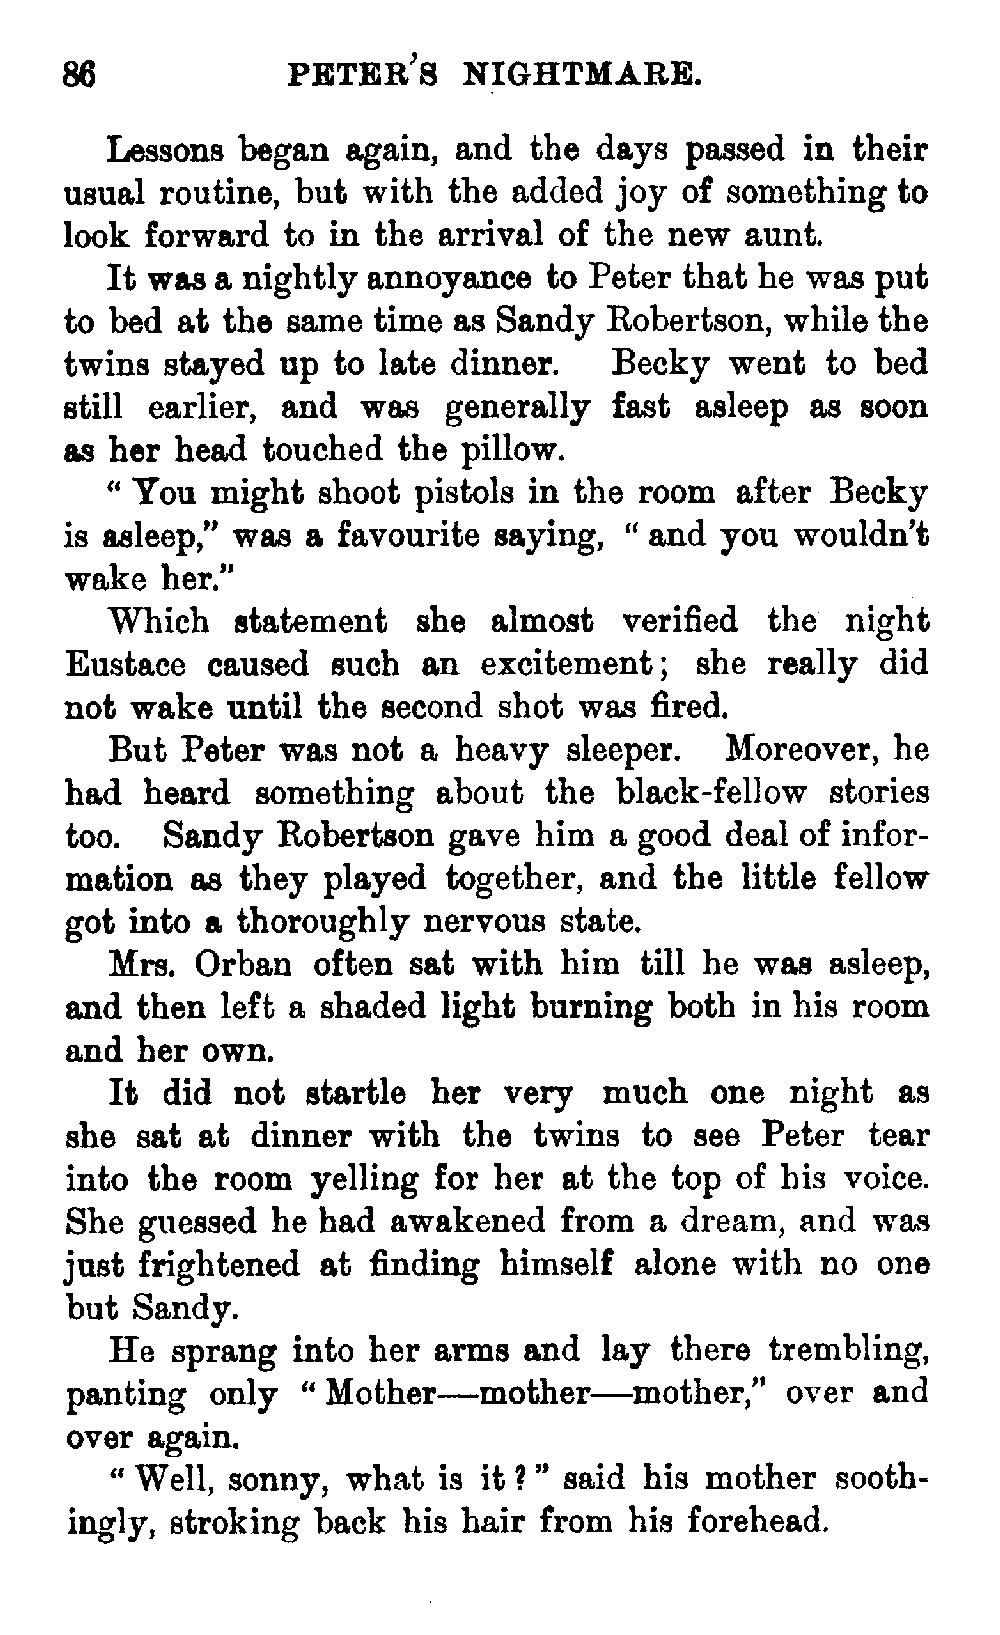 86 PETER'S NIGHTMARE.
Lessons began again, and the days passed in their
usual routine, but with the added joy of something to
look forward to in the arrival of the new aunt.
It was a nightly annoyance to Peter that he was put
to bed at the same time as Sandy Robertson, while the
twins stayed up to late dinner. Becky went to bed
still earlier, and was generally fast asleep as soon
as her head touched the pillow.
“ You might shoot pistols in the room after Becky
is asleep,” was a favourite saying, “ and you wouldn't
wake her.”
Which statement she almost verified the night
Eustace caused such an excitement; she really did
not wake until the second shot was fired.
But Peter was not a heavy sleeper. Moreover, he
had heard something about the black-fellow stories
too. Sandy Robertson gave him a good deal of infor-
mation as they played together, and the little fellow
got into a thoroughly nervous state.
Mrs. Orban often sat with him till he was asleep,
and then left a shaded light burning both in his room
and her own.
It did not startle her very much one night as
she sat at dinner with the twins to see Peter tear
into the room yelling for her at the top of his voice.
She guessed he had awakened from a dream, and was
just frightened at finding himself alone with no one
but Sandy.
He sprang into her arms and lay there trembling,
panting only “ Mother—mother—mother,” over and
over again.
“ Well, sonny, what is it ? ” said his mother sooth-
ingly, stroking back his hair from his forehead.